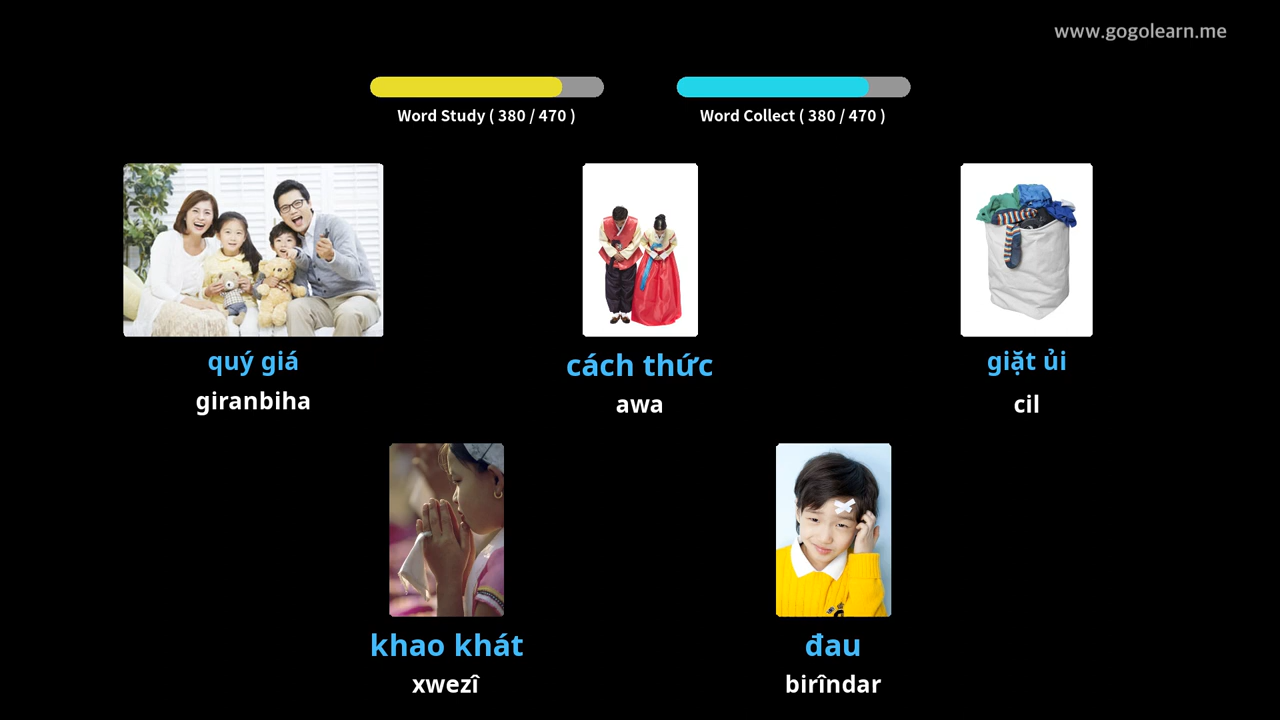 www.gogolearn.me
Word Study ( 380 / 470 )
Word Collect ( 380 / 470 )
quý giá
giranbiha
cách thức
awa
giặt ủi
cil
khao khát
xwezî
đau
birîndar